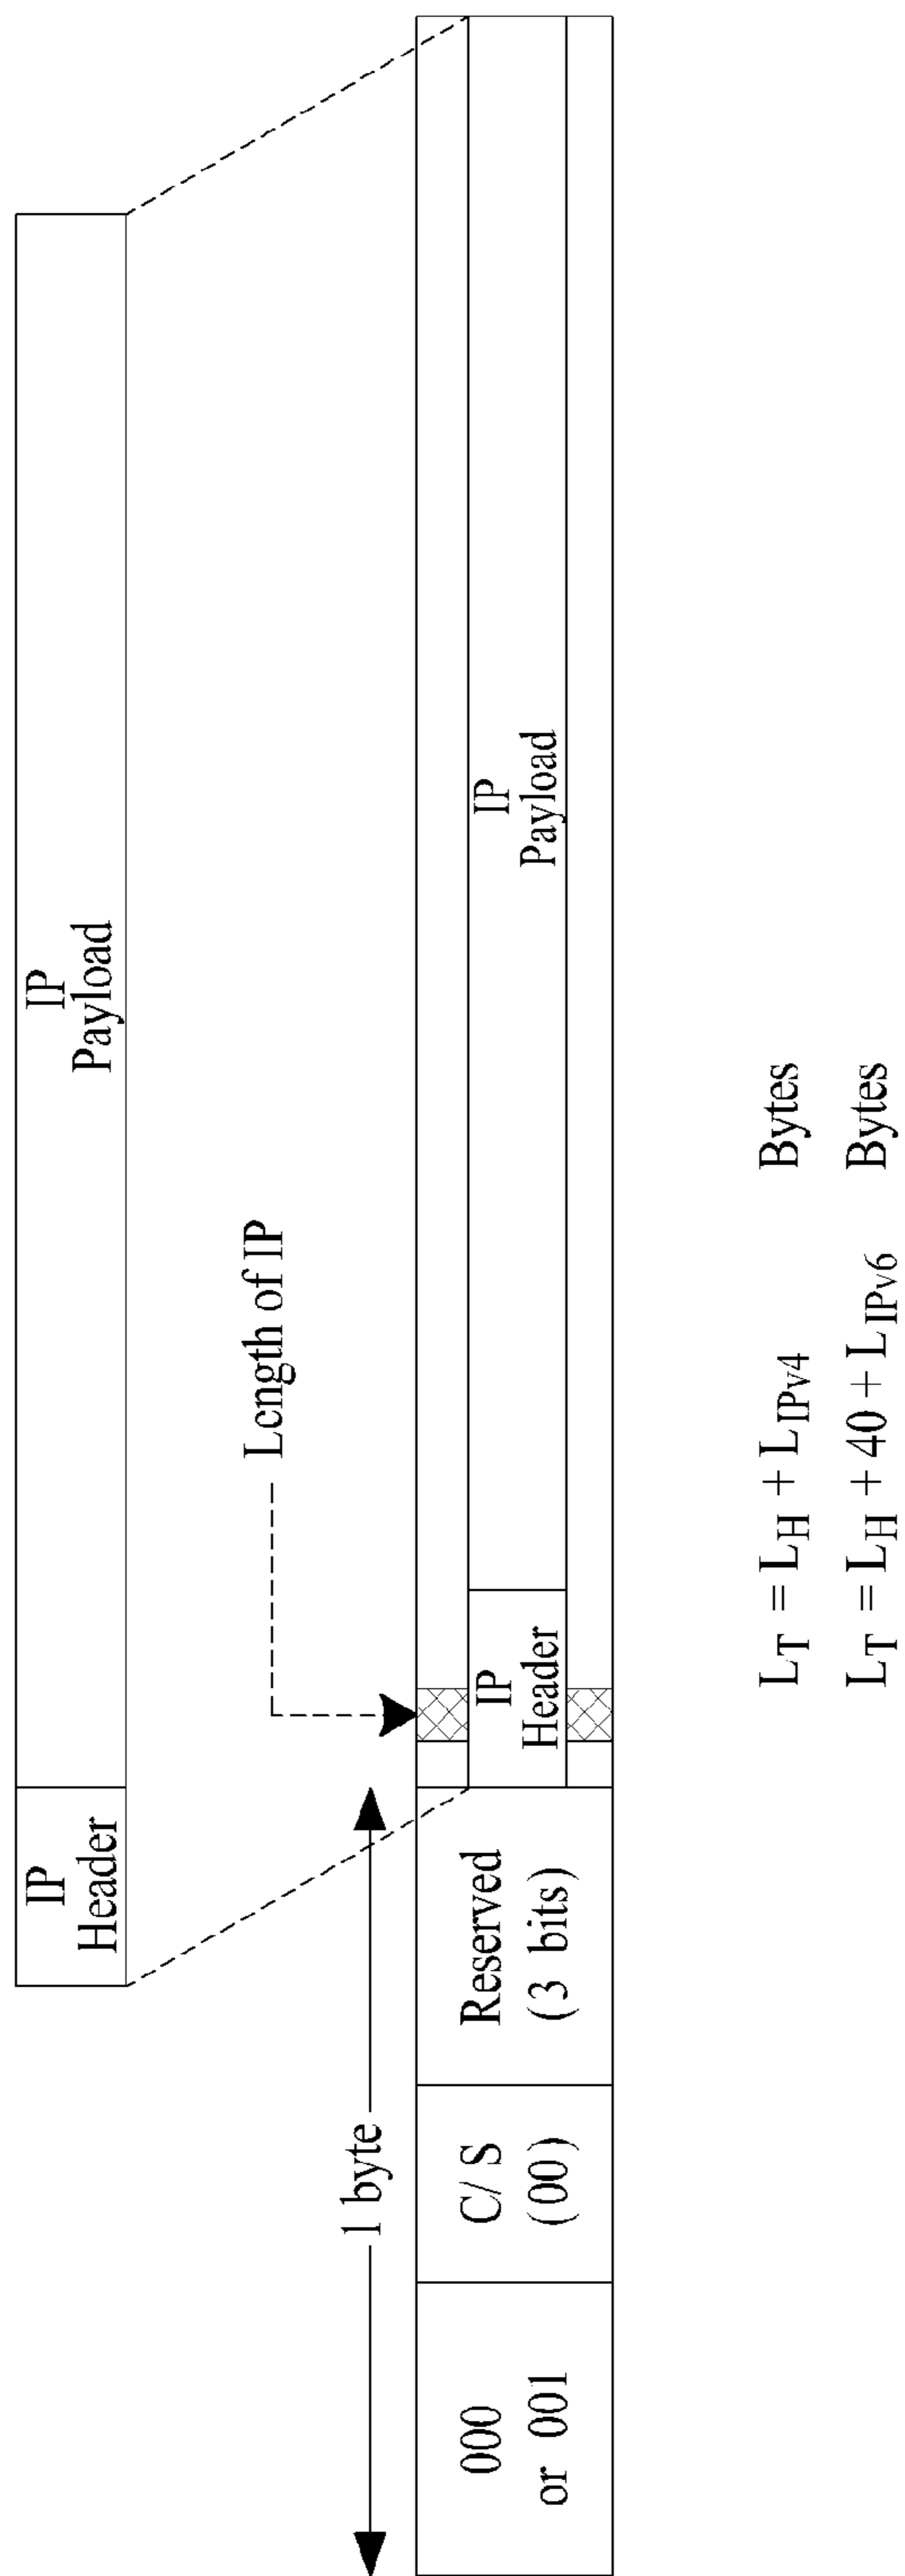 IP
Header
IP
Payload
Length of IP
1 byte
000
or 001
C/S
(00)
Reserved
(3 bits)
IP
Header
IP
Payload
L_T = L_H + L_IPv4 Bytes
L_T = L_H + 40 + L_IPv6 Bytes